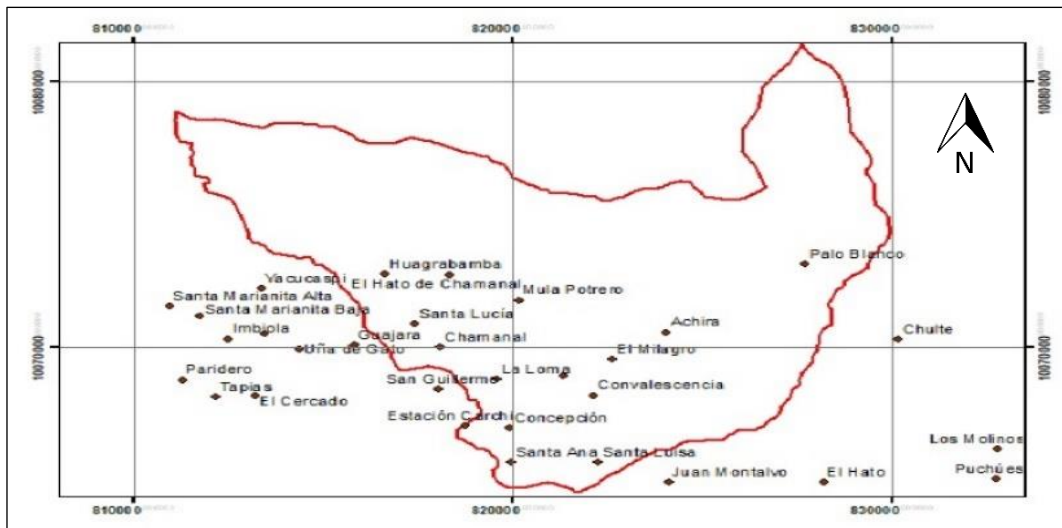 810000 820000 830000
10080000 10080000
N
Palo Blanco
Huagrabamba
Yacucaspi El Hato de Chamanal
Santa Marianita Alta Mula Potrero
Santa Marianita Baja Santa Lucía Achira
Imbiola Guajara Chamanal Chulte
10070000 10070000
Uña de Gato El Milagro
Paridero San Guillermo La Loma
Tapias El Cercado Convalescencia
Estación Carchi Concepción
Los Molinos
Santa Ana Santa Luisa
Juan Montalvo El Hato Puchúes
810000 820000 830000